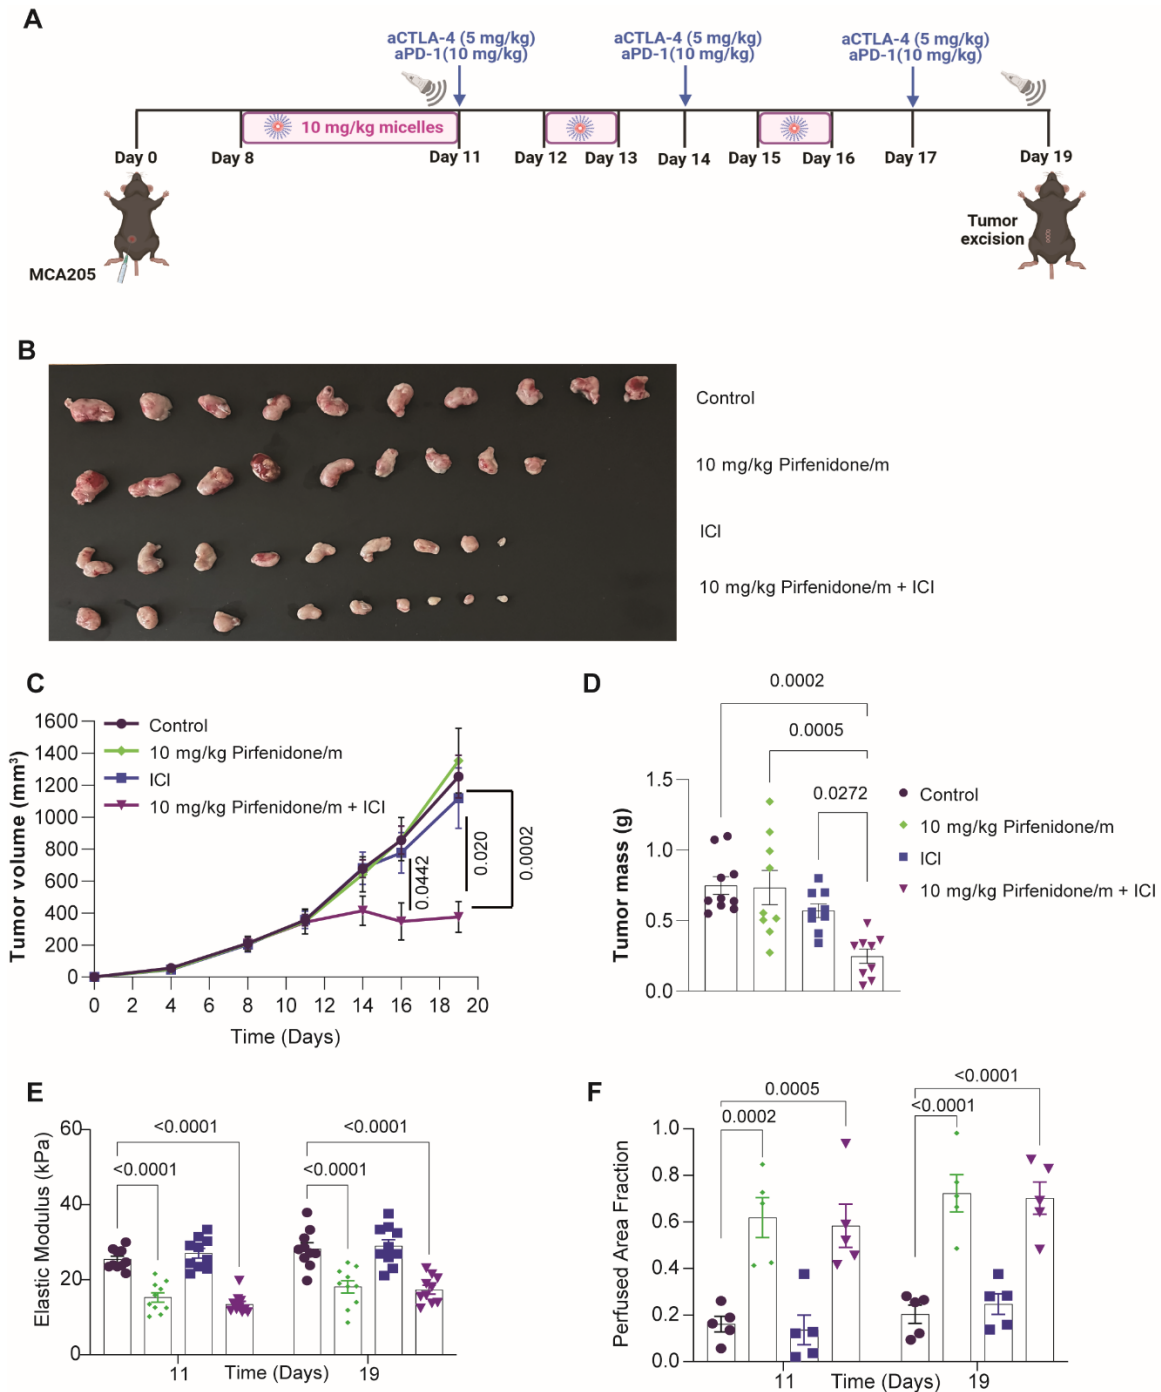 A
aCTLA-4 (5 mg/kg)
aPD-1(10 mg/kg)
aCTLA-4 (5 mg/kg)
aPD-1(10 mg/kg)
aCTLA-4 (5 mg/kg)
aPD-1(10 mg/kg)
10 mg/kg micelles
Day 0
Day 8
Day 11
Day 12
Day 13
Day 14
Day 15
Day 16
Day 17
Day 19
MCA205
Tumor
excision
B
Control
10 mg/kg Pirfenidone/m
ICI
10 mg/kg Pirfenidone/m + ICI
C
Tumor volume (mm³)
1600
1400
1200
1000
800
600
400
200
0
Control
10 mg/kg Pirfenidone/m
ICI
10 mg/kg Pirfenidone/m + ICI
0.0442
0.020
0.0002
0 2 4 6 8 10 12 14 16 18 20
Time (Days)
D
0.0002
0.0005
0.0272
Tumor mass (g)
1.5
1.0
0.5
0.0
Control
10 mg/kg Pirfenidone/m
ICI
10 mg/kg Pirfenidone/m + ICI
E
Elastic Modulus (kPa)
60
40
20
0
<0.0001
<0.0001
<0.0001
<0.0001
11 Time (Days) 19
F
Perfused Area Fraction
1.0
0.8
0.6
0.4
0.2
0.0
0.0005
0.0002
<0.0001
<0.0001
11 Time (Days) 19